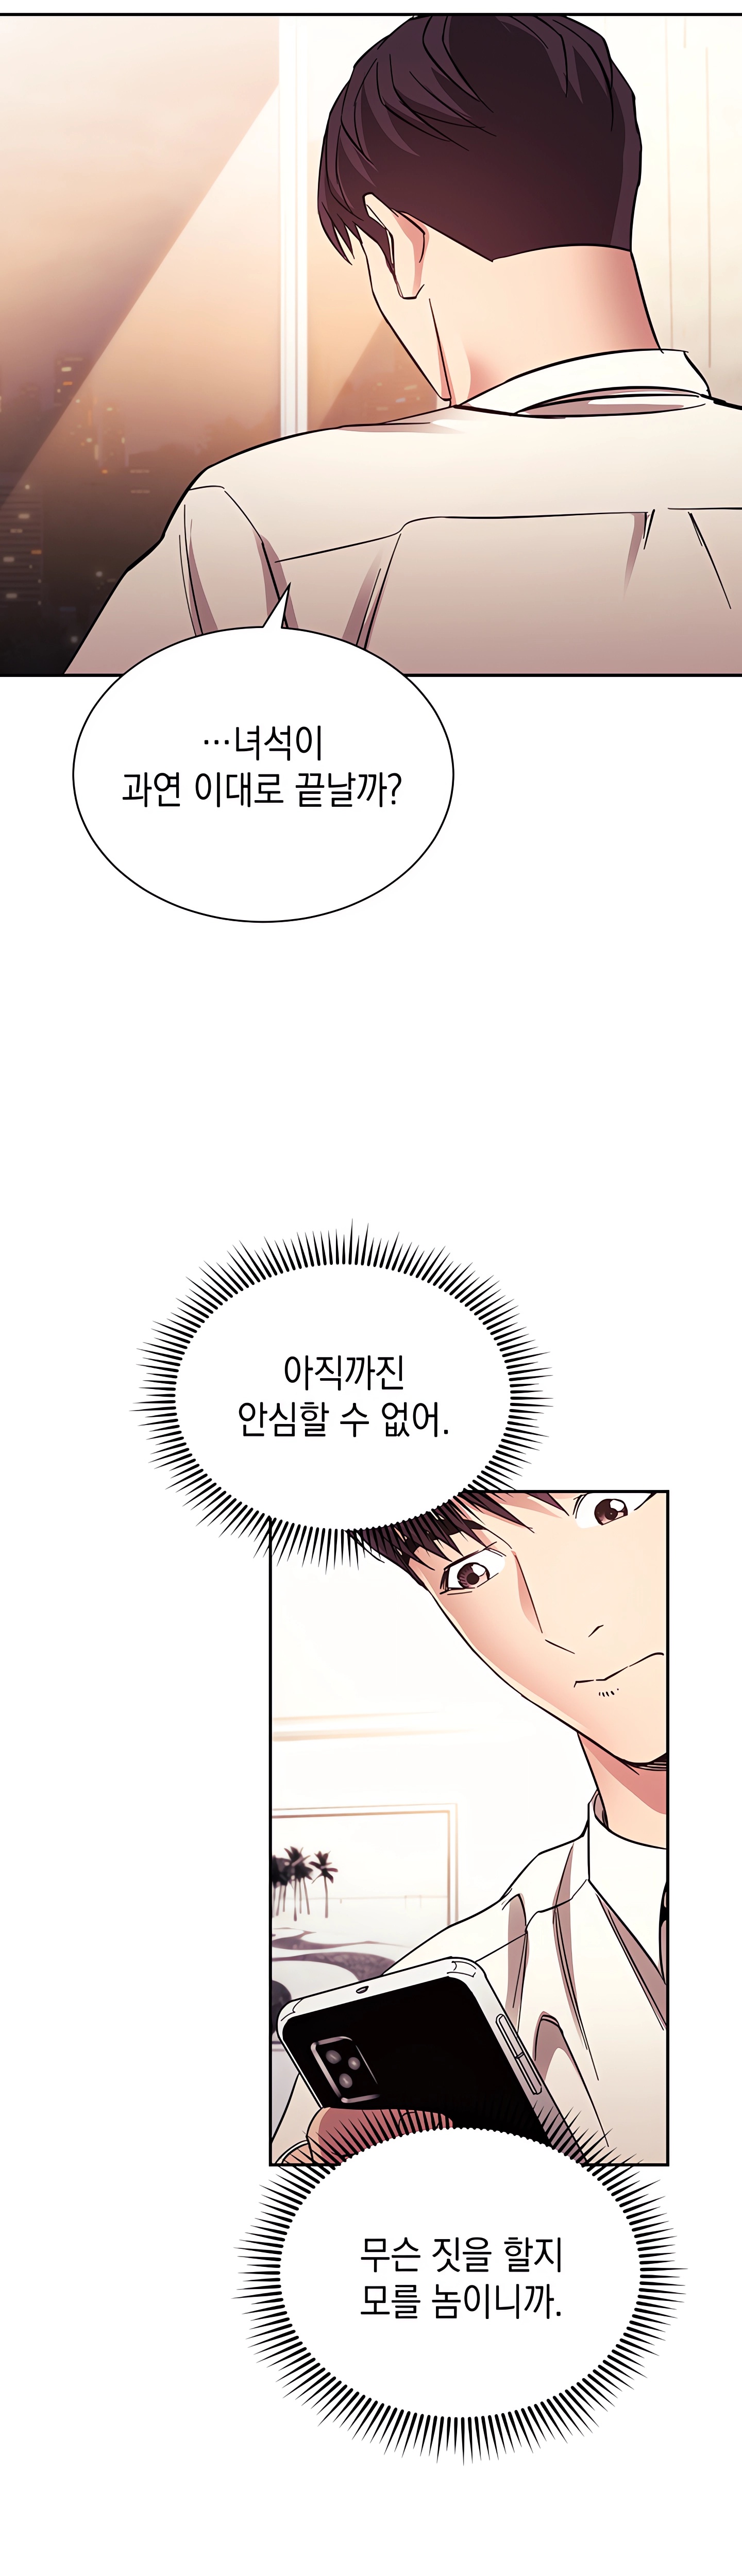 …녀석이
과연 이대로 끝날까?
아직까진
안심할 수 없어.
무슨 짓을 할지
모를 놈이니까.